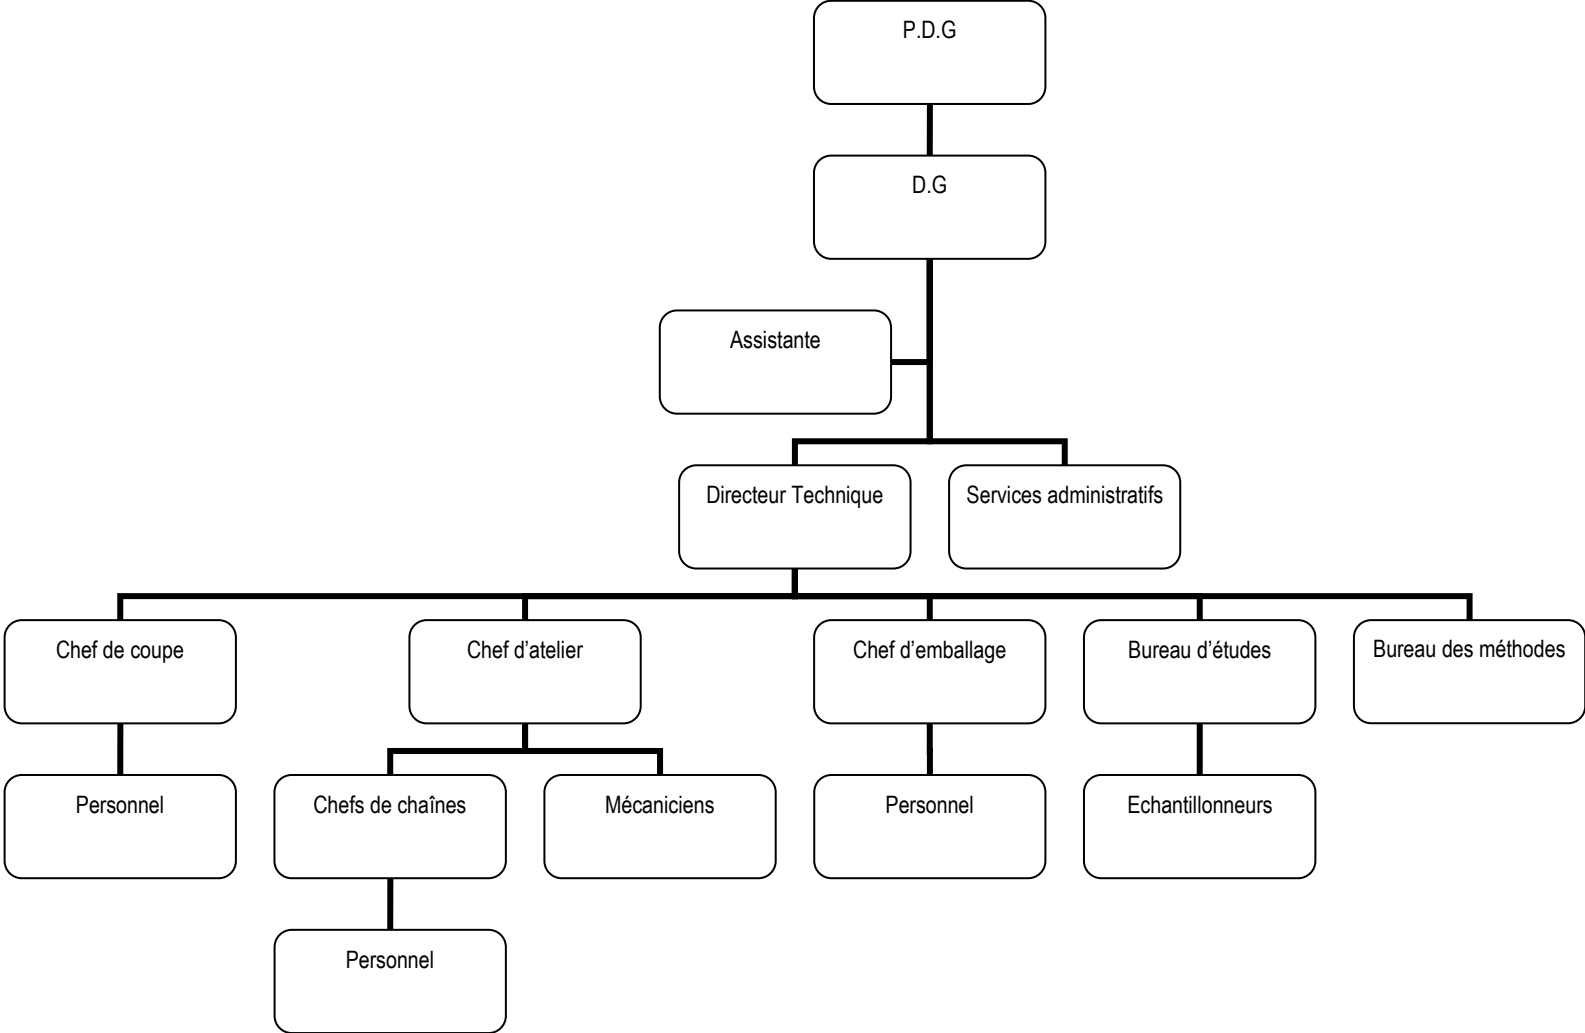 P.D.G
D.G
Assistante
Directeur Technique
Services administratifs
Chef de coupe
Chef d’atelier
Chef d’emballage
Bureau d’études
Bureau des méthodes
Personnel
Chefs de chaînes
Mécaniciens
Personnel
Echantillonneurs
Personnel